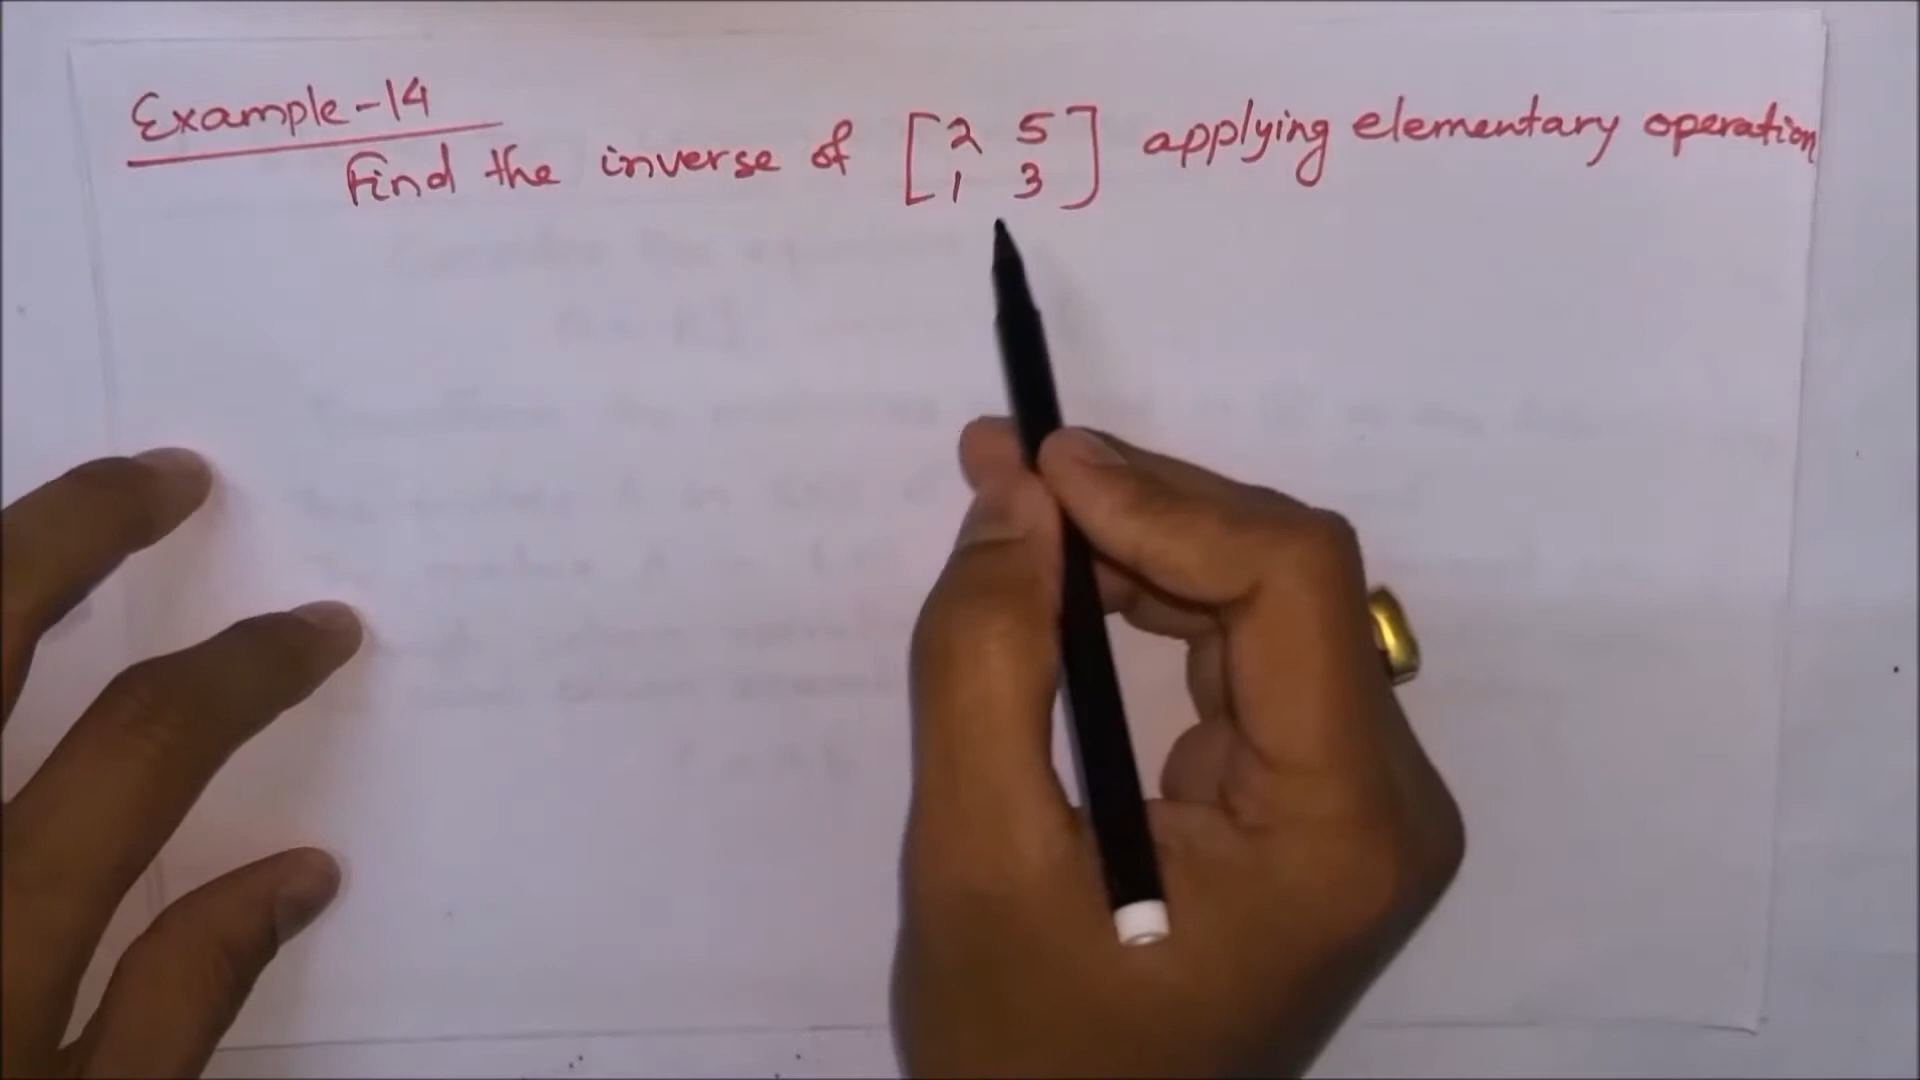 Example-14
Find the inverse of [2 5] applying elementary operation
[1 3]